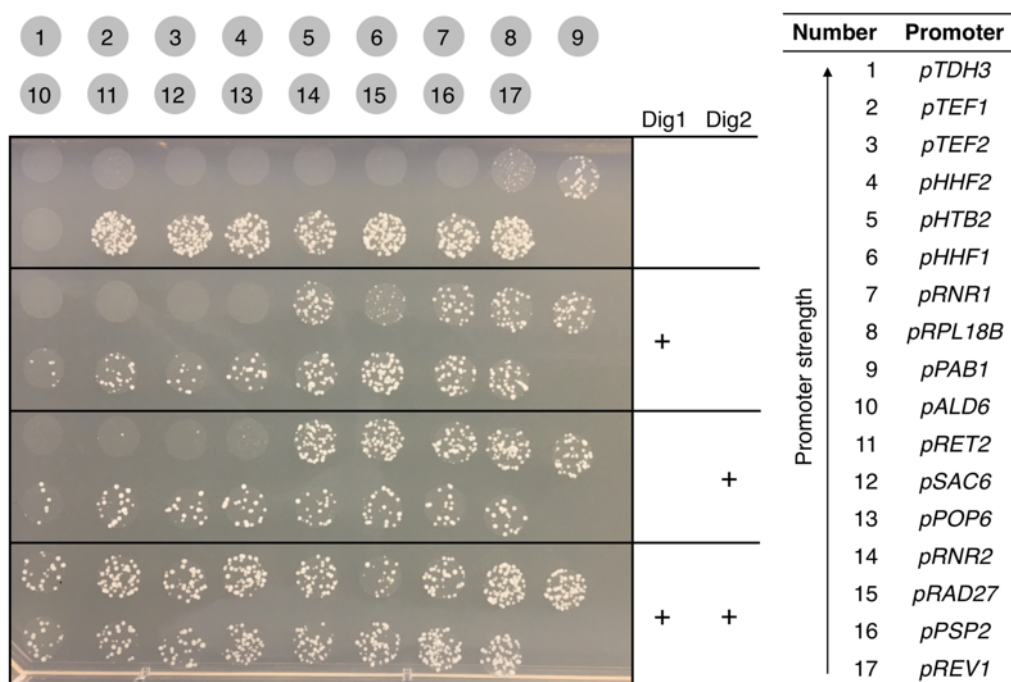 1 2 3 4 5 6 7 8 9
10 11 12 13 14 15 16 17
Dig1 Dig2
+
+
+ +
Promoter strength
Number Promoter
1 pTDH3
2 pTEF1
3 pTEF2
4 pHHF2
5 pHTB2
6 pHHF1
7 pRNR1
8 pRPL18B
9 pPAB1
10 pALD6
11 pRET2
12 pSAC6
13 pPOP6
14 pRNR2
15 pRAD27
16 pPSP2
17 pREV1